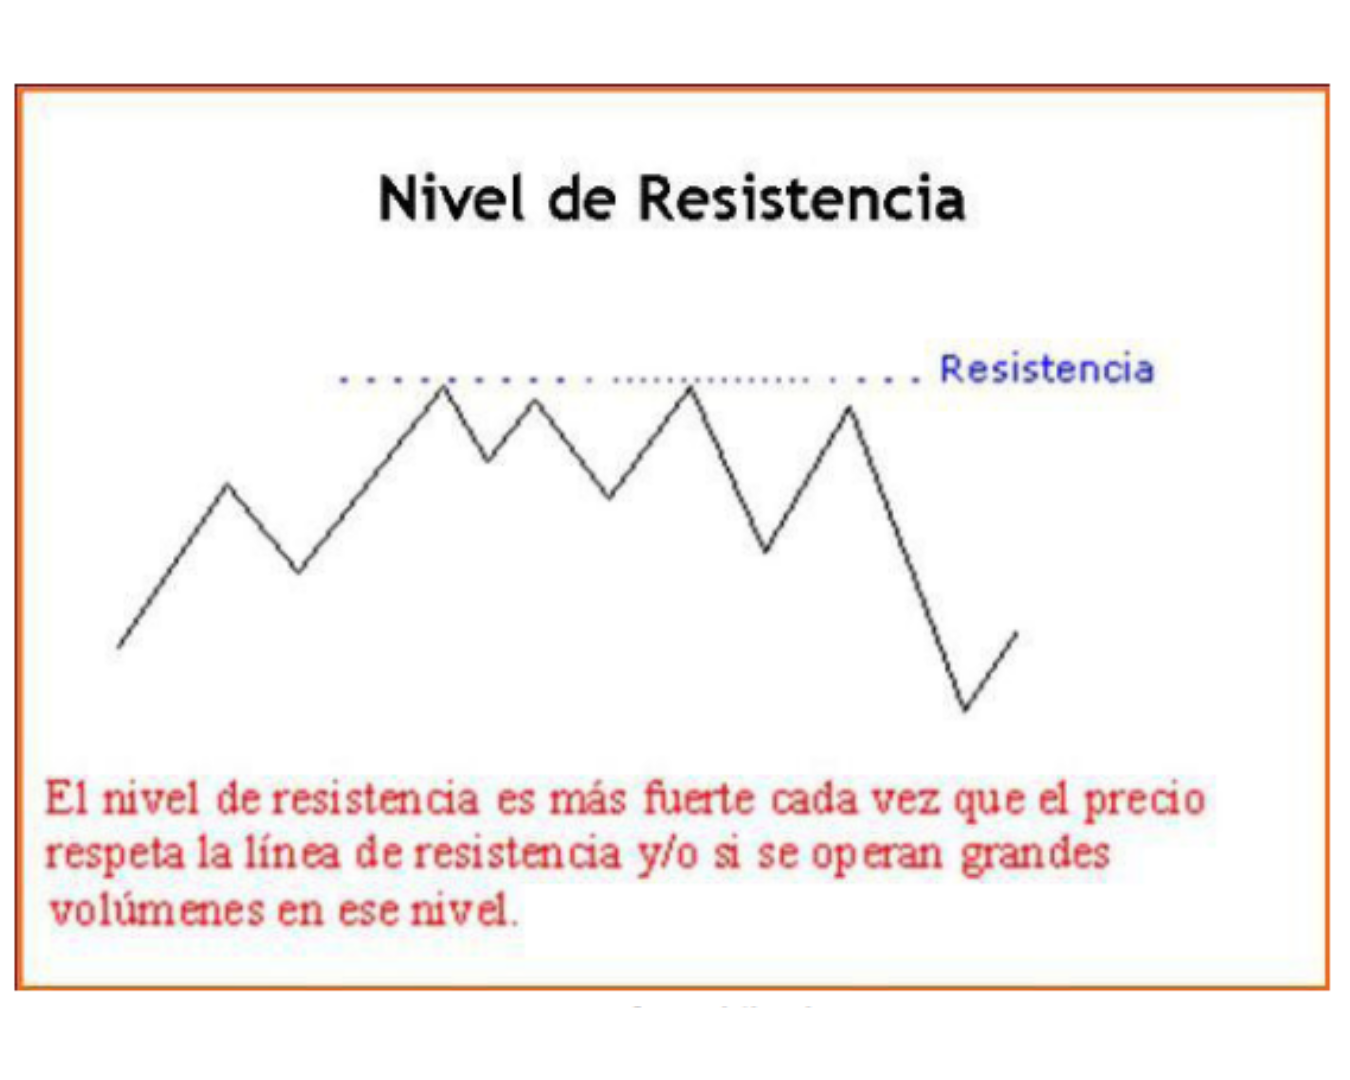 Nivel de Resistencia
Resistencia
El nivel de resistencia es más fuerte cada vez que el precio
respeta la línea de resistencia y/o si se operan grandes
volúmenes en ese nivel.